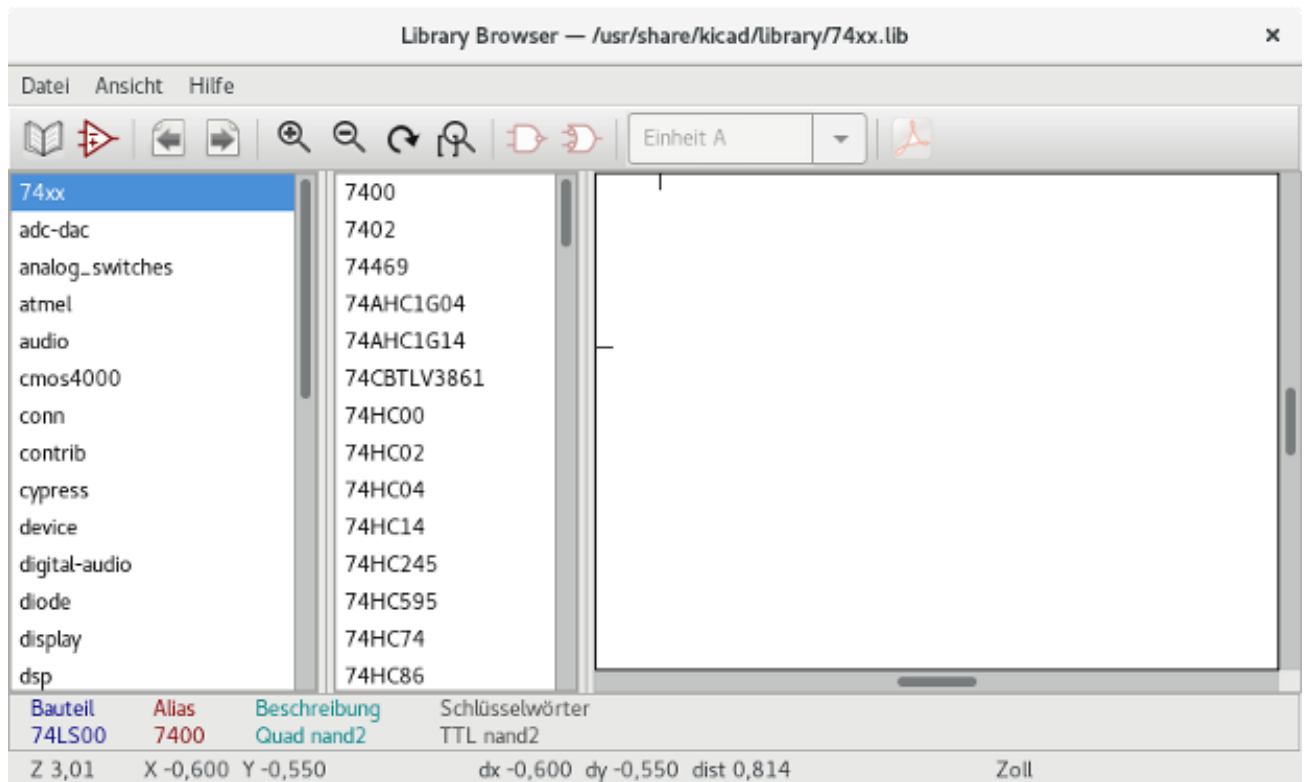 Library Browser — /usr/share/kicad/library/74xx.lib
Datei Ansicht Hilfe
Einheit A
74xx
adc-dac
analog_switches
atmel
audio
cmos4000
conn
contrib
cypress
device
digital-audio
diode
display
dsp
7400
7402
74469
74AHC1G04
74AHC1G14
74CBTLV3861
74HC00
74HC02
74HC04
74HC14
74HC245
74HC595
74HC74
74HC86
Bauteil Alias Beschreibung Schlüsselwörter
74LS00 7400 Quad nand2 TTL nand2
Z 3,01 X -0,600 Y -0,550 dx -0,600 dy -0,550 dist 0,814 Zoll